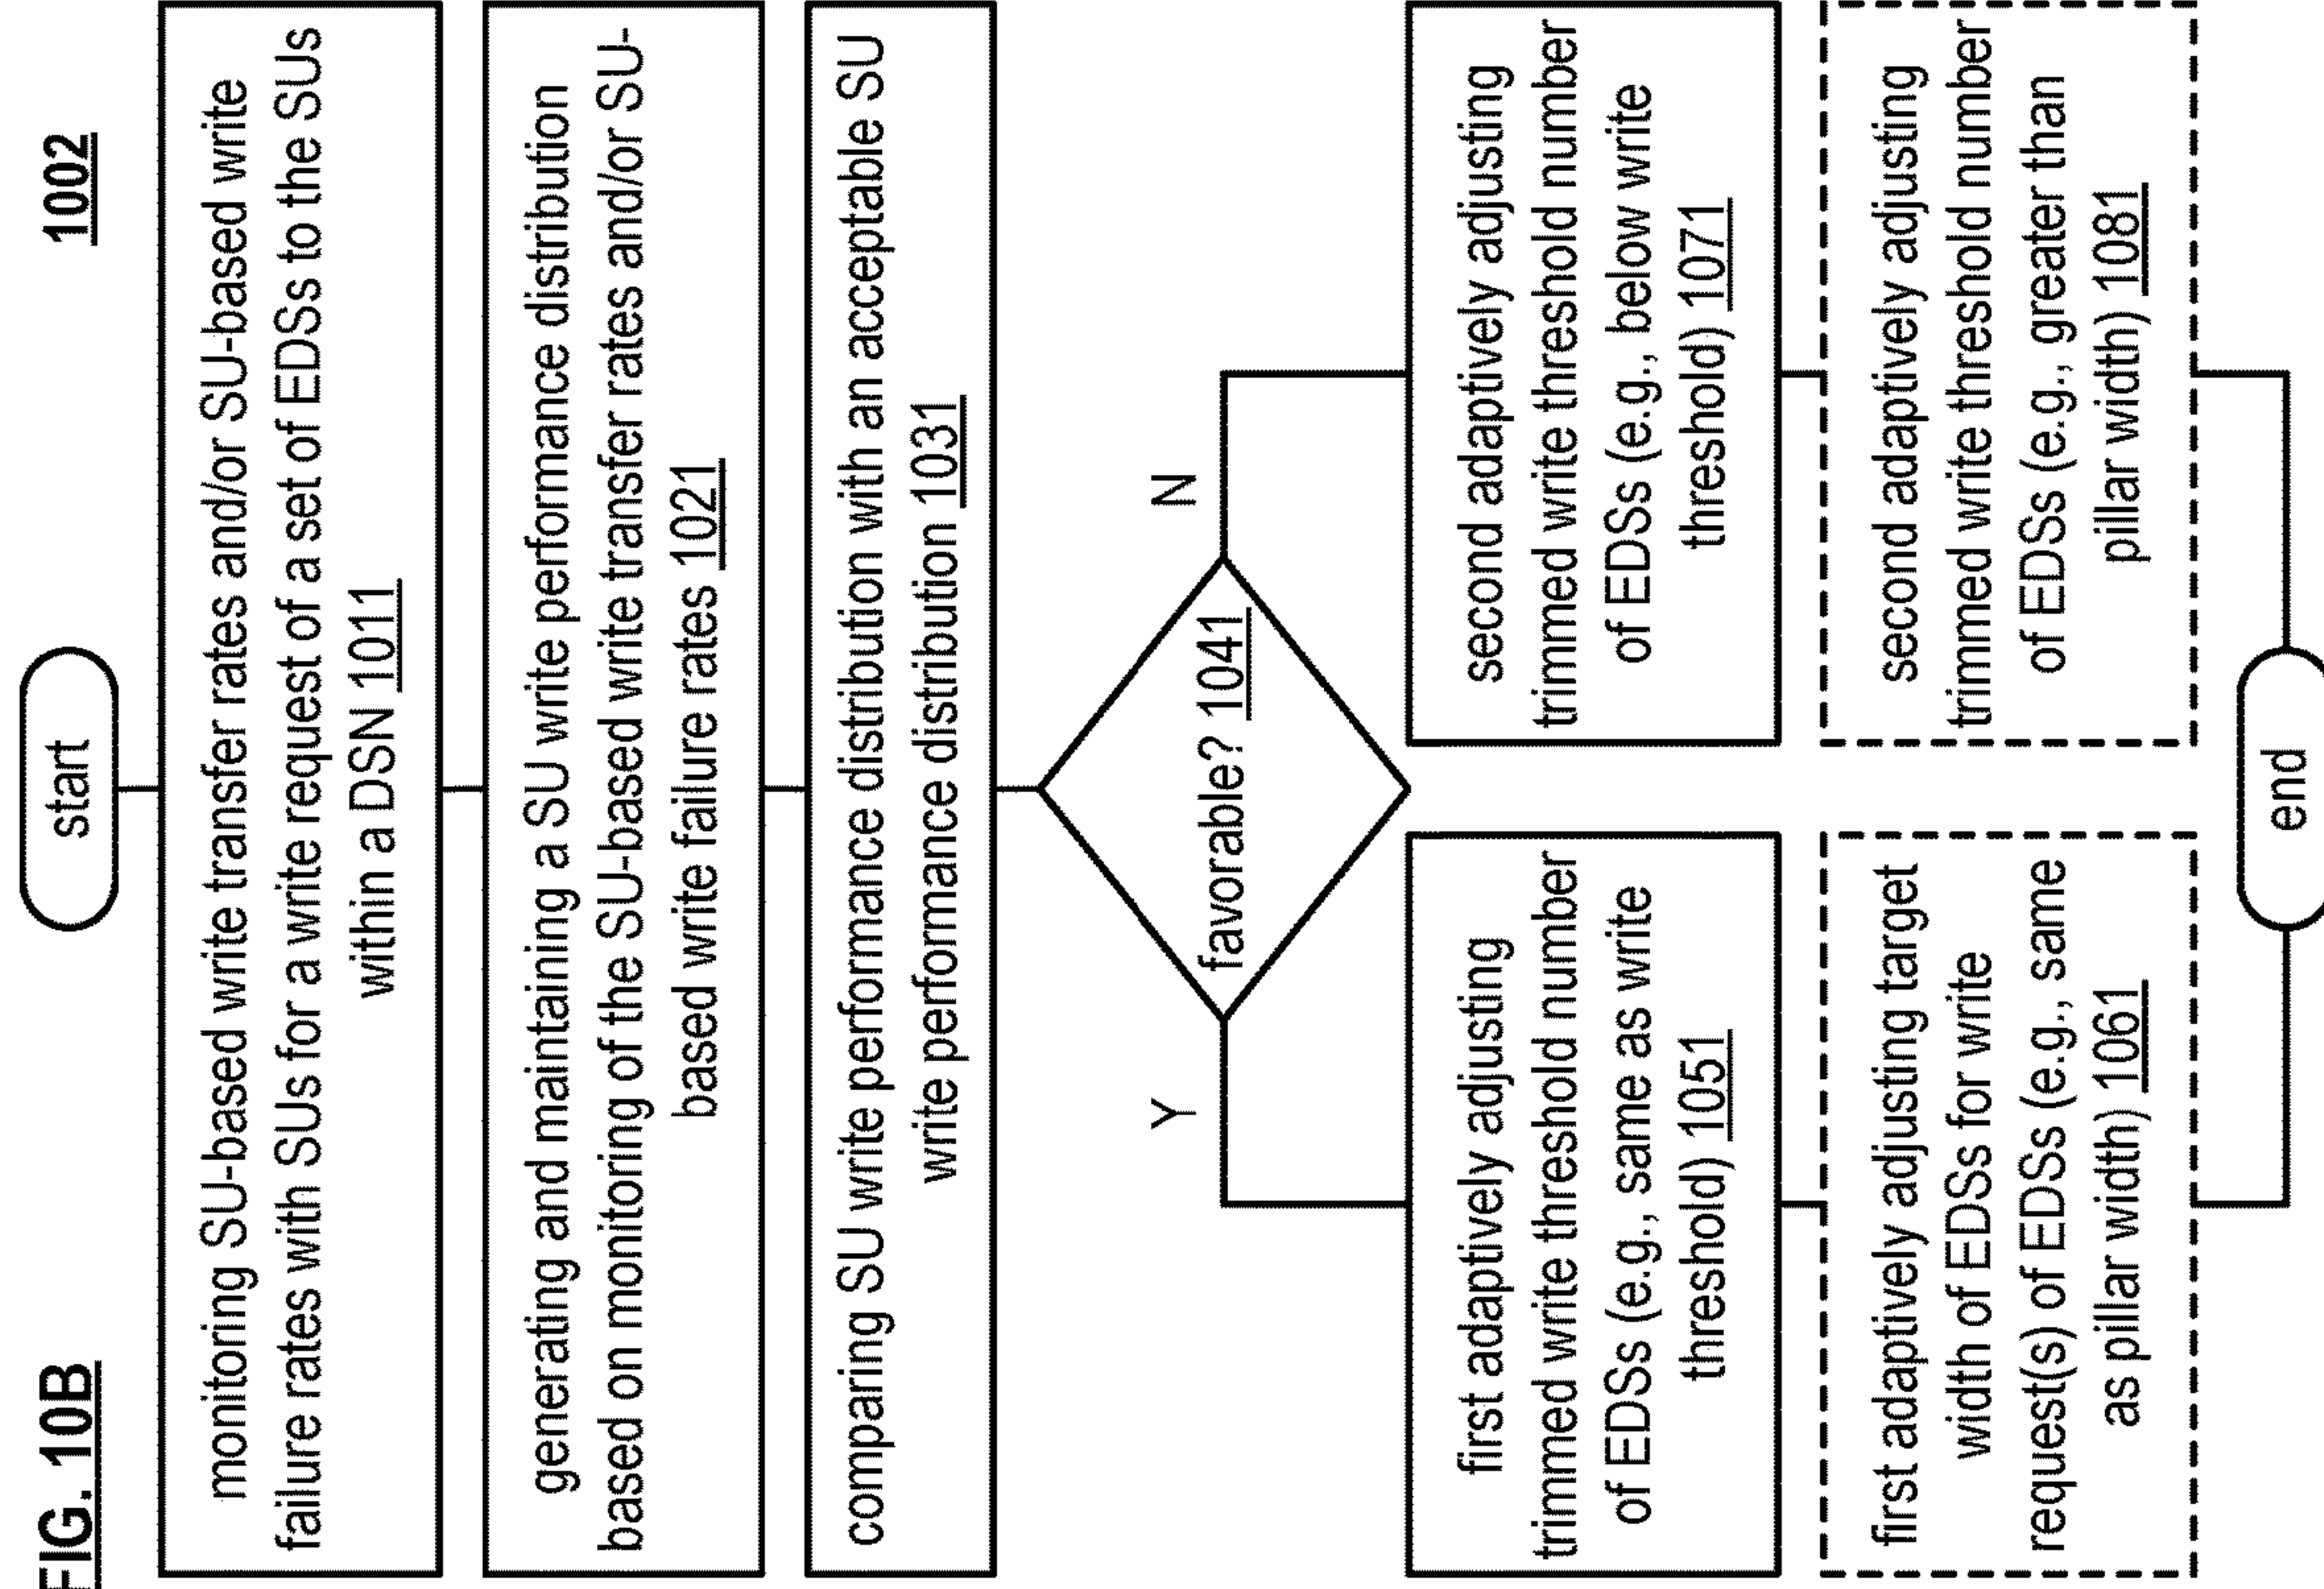 FIG. 10B
1002
start
monitoring SU-based write transfer rates and/or SU-based write
failure rates with SUs for a write request of a set of EDSs to the SUs
within a DSN 1011
generating and maintaining a SU write performance distribution
based on monitoring of the SU-based write transfer rates and/or SU-
based write failure rates 1021
comparing SU write performance distribution with an acceptable SU
write performance distribution 1031
favorable? 1041
Y
N
first adaptively adjusting
trimmed write threshold number
of EDSs (e.g., same as write
threshold) 1051
second adaptively adjusting
trimmed write threshold number
of EDSs (e.g., below write
threshold) 1071
first adaptively adjusting target
width of EDSs for write
request(s) of EDSs (e.g., same
as pillar width) 1061
second adaptively adjusting
trimmed write threshold number
of EDSs (e.g., greater than
pillar width) 1081
end